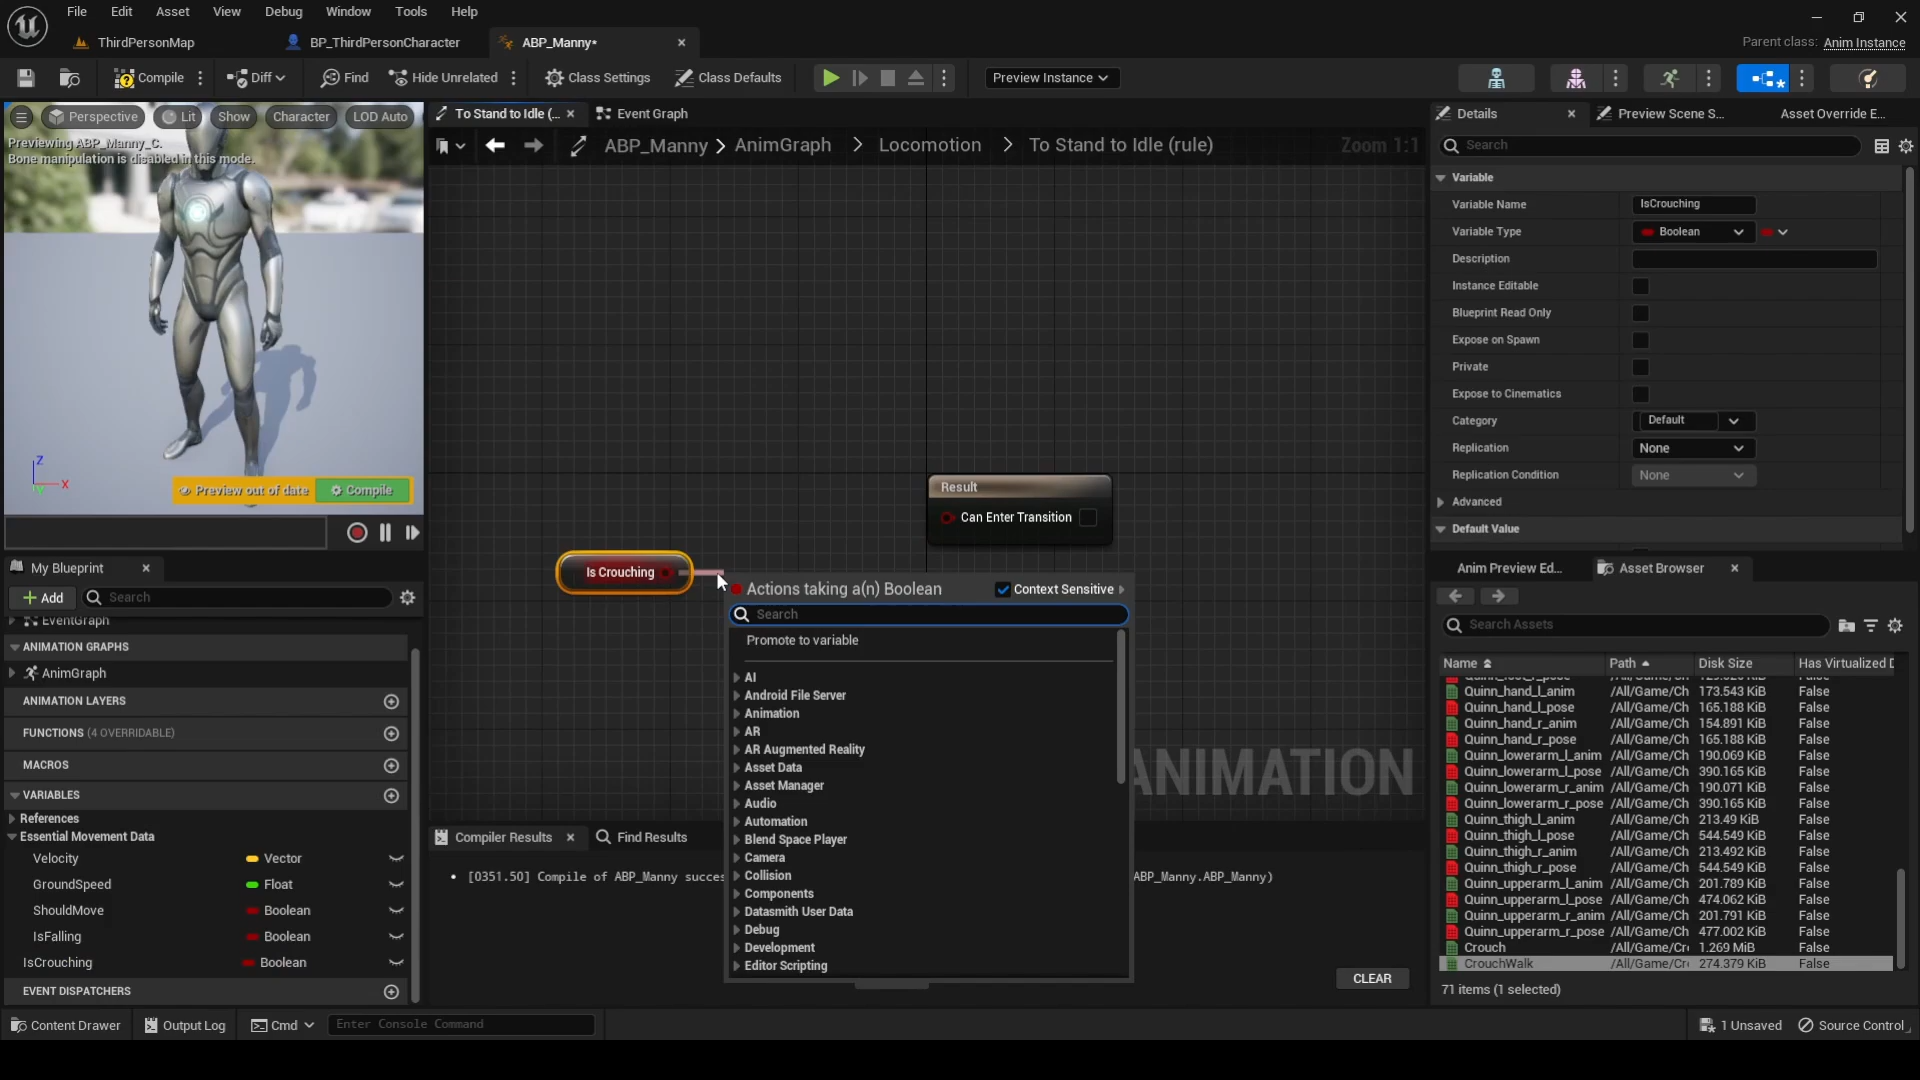 File Edit Asset View Debug Window Tools Help
ThirdPersonMap BP_ThirdPersonCharacter ABP_Manny*
Parent class: Anim Instance
Compile Diff Find Hide Unrelated Class Settings Class Defaults Preview Instance
Perspective Lit Show Character LOD Auto
Previewing ABP_Manny_C.
Bone manipulation is disabled in this mode.
Z
X
Preview out of date Compile
To Stand to Idle (... Event Graph
ABP_Manny AnimGraph Locomotion To Stand to Idle (rule) Zoom 1:1
Result
Can Enter Transition
Is Crouching
ANIMATION
Actions taking a(n) Boolean Context Sensitive
Search
Promote to variable
AI
Android File Server
Animation
AR
AR Augmented Reality
Asset Data
Asset Manager
Audio
Automation
Blend Space Player
Camera
Collision
Components
Datasmith User Data
Debug
Development
Editor Scripting
My Blueprint
Add Search
EventGraph
ANIMATION GRAPHS
AnimGraph
ANIMATION LAYERS
FUNCTIONS (4 OVERRIDABLE)
MACROS
VARIABLES
References
Essential Movement Data
Velocity Vector
GroundSpeed Float
ShouldMove Boolean
IsFalling Boolean
IsCrouching Boolean
EVENT DISPATCHERS
Compiler Results Find Results
[0351.50] Compile of ABP_Manny succes ABP_Manny.ABP_Manny)
CLEAR
Details Preview Scene S... Asset Override E...
Search
Variable
Variable Name IsCrouching
Variable Type Boolean
Description
Instance Editable
Blueprint Read Only
Expose on Spawn
Private
Expose to Cinematics
Category Default
Replication None
Replication Condition None
Advanced
Default Value
Anim Preview Ed... Asset Browser
Search Assets
Name Path Disk Size Has Virtualized D
Quinn_hand_l_anim /All/Game/Ch 173.543 KiB False
Quinn_hand_l_pose /All/Game/Ch 165.188 KiB False
Quinn_hand_r_anim /All/Game/Ch 154.891 KiB False
Quinn_hand_r_pose /All/Game/Ch 165.188 KiB False
Quinn_lowerarm_l_anim /All/Game/Ch 190.069 KiB False
Quinn_lowerarm_l_pose /All/Game/Ch 390.165 KiB False
Quinn_lowerarm_r_anim /All/Game/Ch 190.071 KiB False
Quinn_lowerarm_r_pose /All/Game/Ch 390.165 KiB False
Quinn_thigh_l_anim /All/Game/Ch 213.49 KiB False
Quinn_thigh_l_pose /All/Game/Ch 544.549 KiB False
Quinn_thigh_r_anim /All/Game/Ch 213.492 KiB False
Quinn_thigh_r_pose /All/Game/Ch 544.549 KiB False
Quinn_upperarm_l_anim /All/Game/Ch 201.789 KiB False
Quinn_upperarm_l_pose /All/Game/Ch 474.062 KiB False
Quinn_upperarm_r_anim /All/Game/Ch 201.791 KiB False
Quinn_upperarm_r_pose /All/Game/Ch 477.002 KiB False
Crouch /All/Game/Cr 1.269 MiB False
CrouchWalk /All/Game/Cr 274.379 KiB False
71 items (1 selected)
Content Drawer Output Log Cmd Enter Console Command 1 Unsaved Source Control